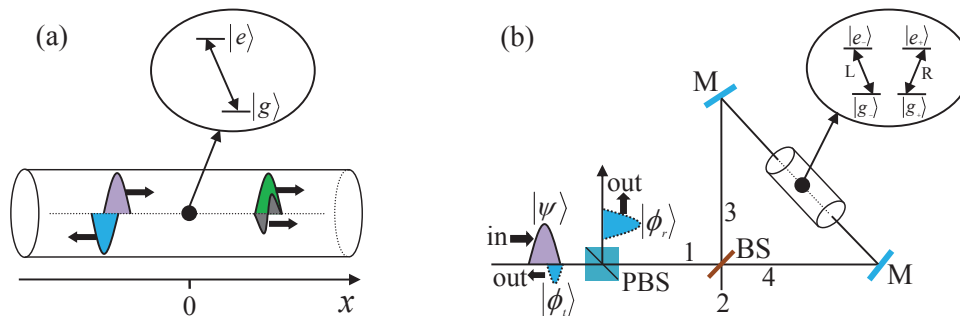 (a)
|e⟩
|g⟩
0
x
(b)
|e₋⟩ |e₊⟩
L R
|g₋⟩ |g₊⟩
M
out
|ψ⟩
|ϕᵣ⟩
3
in
1
BS
out
PBS
4
M
|ϕₜ⟩
2